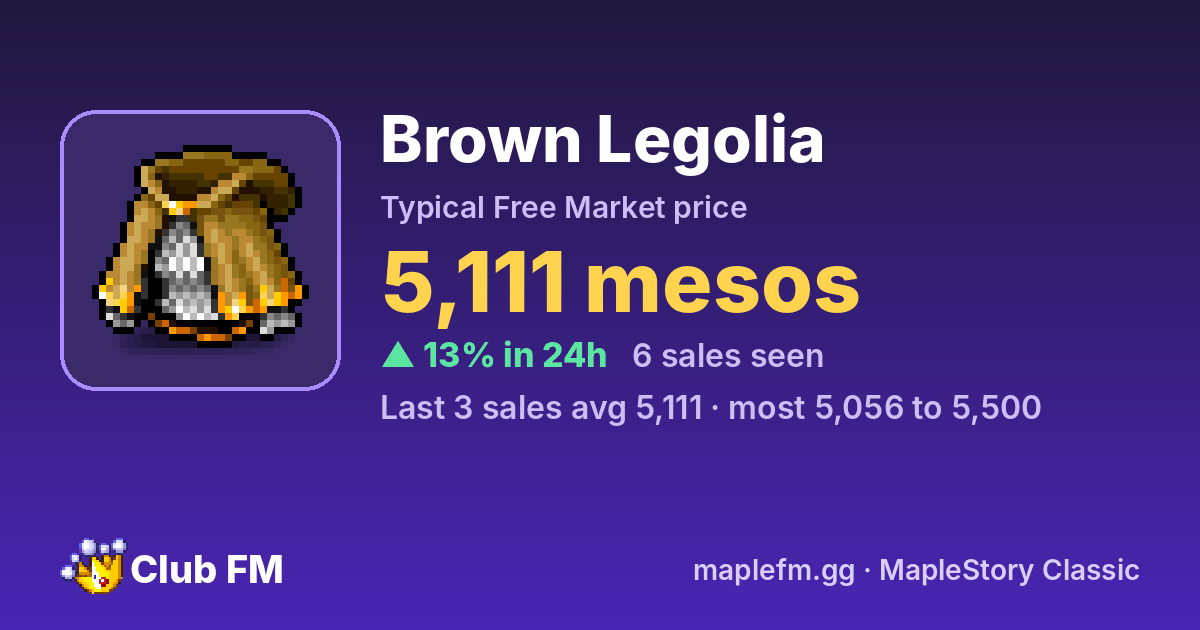 Brown Legolia
Typical Free Market price
5,111 mesos
▲ 13% in 24h 6 sales seen
Last 3 sales avg 5,111 · most 5,056 to 5,500
Club FM
maplefm.gg · MapleStory Classic